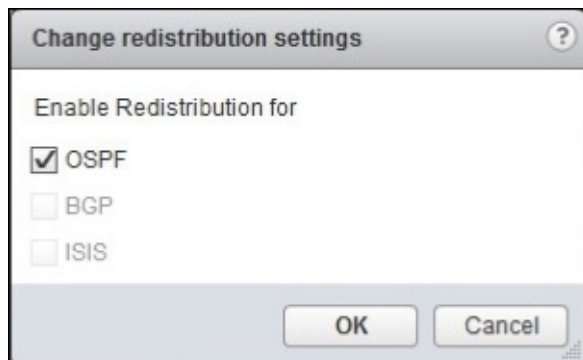 Change redistribution settings ?
Enable Redistribution for
OSPF
BGP
ISIS
OK Cancel